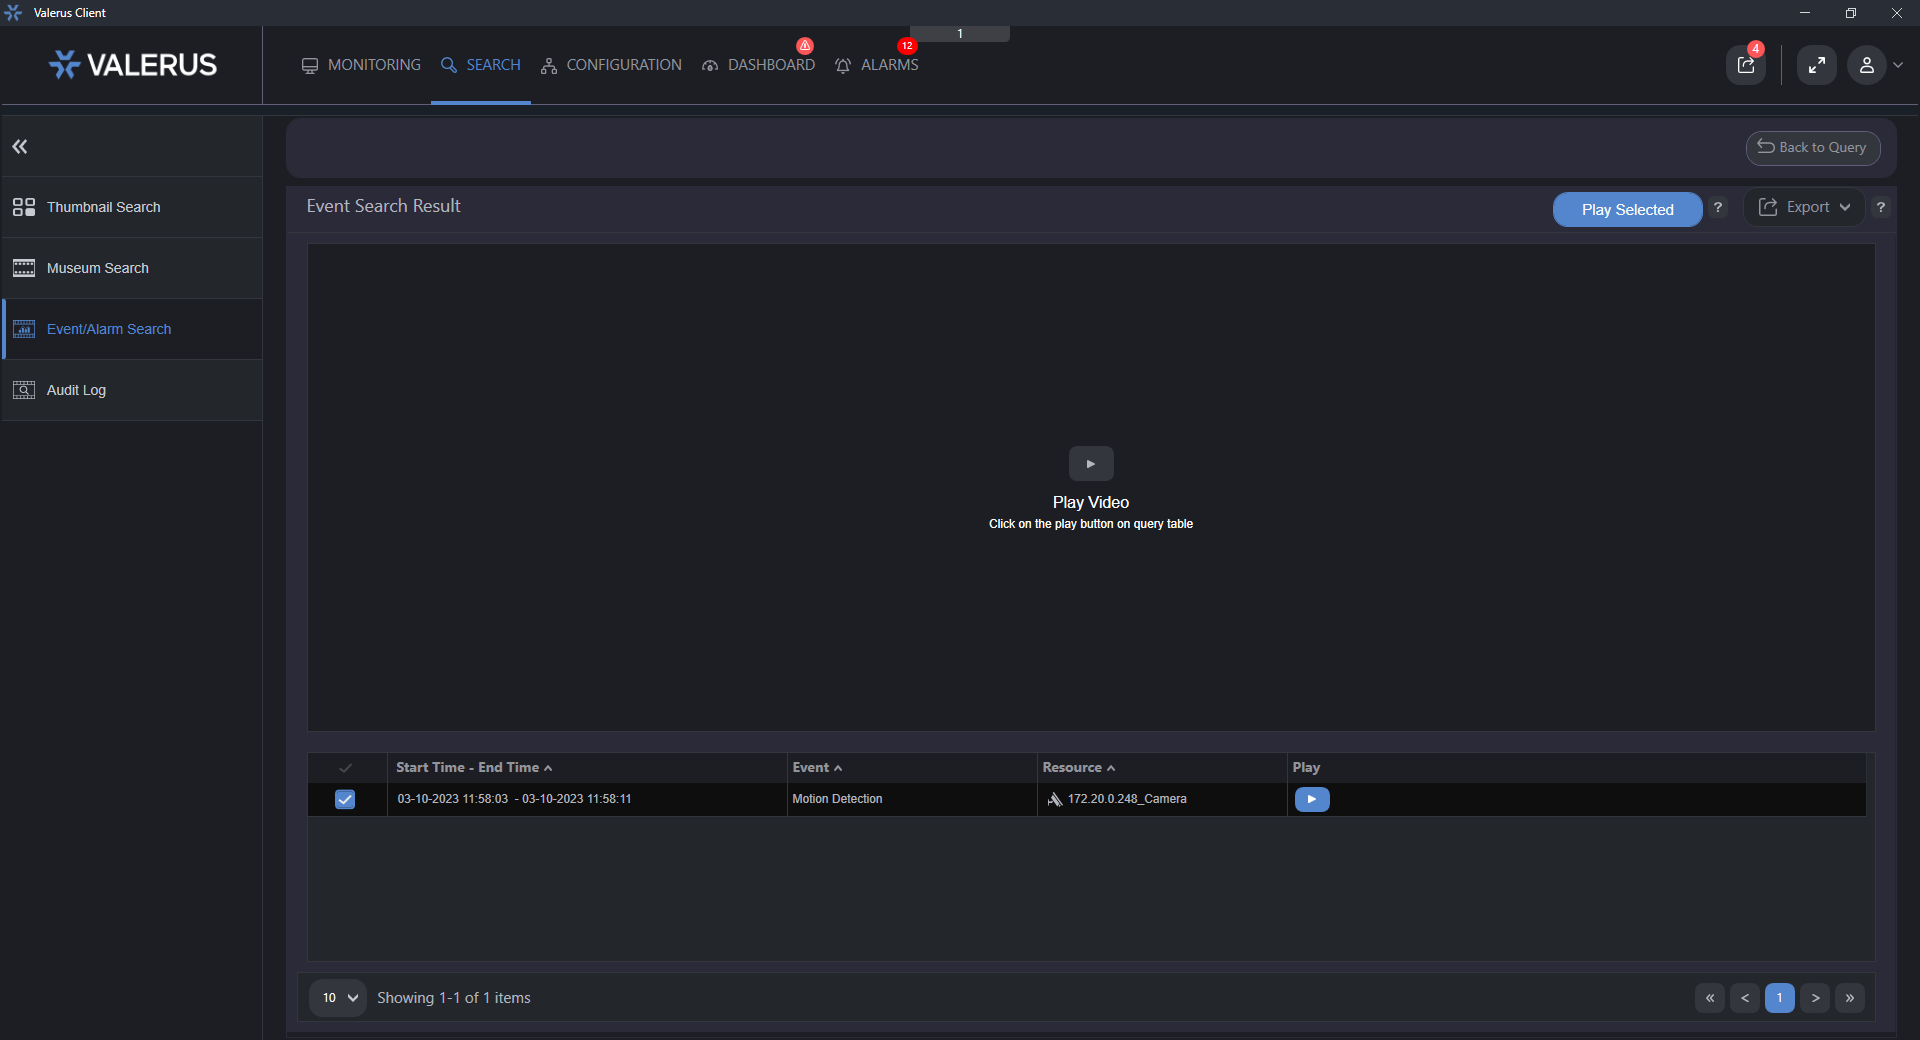 Valerus Client
1
VALERUS
MONITORING
SEARCH
CONFIGURATION
DASHBOARD
ALARMS
12
4
Back to Query
Thumbnail Search
Museum Search
Event/Alarm Search
Audit Log
Event Search Result
Play Selected
?
Export
?
Play Video
Click on the play button on query table
Start Time - End Time
Event
Resource
Play
03-10-2023 11:58:03 - 03-10-2023 11:58:11
Motion Detection
172.20.0.248_Camera
10
Showing 1-1 of 1 items
«
<
1
>
»